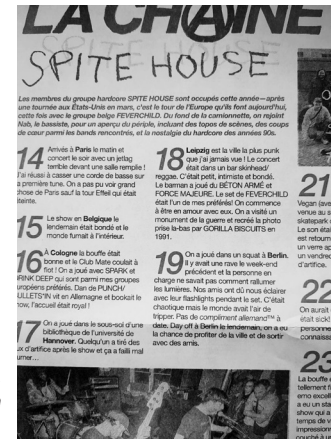 LA CHAINE
SPITE HOUSE
Les membres du groupe hardcore SPITE HOUSE sont occupés cette année—après
une tournée aux États-Unis en mars, c'est le tour de l'Europe qu'ils font aujourd'hui,
cette fois avec le groupe belge FEVERCHILD. Du fond de la camionnette, on rejoint
Nab, le bassiste, pour un aperçu du périple, incluant des topos de scènes, des coups
de cœur parmi les bands rencontrés, et la nostalgie du hardcore des années 90s.
14 Arrivés à Paris le matin et
concert le soir avec un jetlag
terrible devant une salle remplie !
J'ai réussi à casser une corde de basse sur
a première tune. On a pas pu voir grand
chose de Paris sauf la tour Eiffel qui était
éteinte.
15 Le show en Belgique le
lendemain était bondé et le
monde fumait à l'intérieur.
16 À Cologne la bouffe était
bonne et le Club Mate coulait à
flot ! On a joué avec SPARK et
DRINK DEEP qui sont parmi mes groupes
européens préférés. Dan de PUNCH/
BULLETS'IN vit en Allemagne et bookait le
how, l'accueil était royal !
17 On a joué dans le sous-sol d'une
bibliothèque de l'université de
Hannover. Quelqu'un a tiré des
x d'artifice après le show et ça a failli mal
urner…
18 Leipzig est la ville la plus punk
que j'ai jamais vue ! Le concert
était dans un bar skinhead/
reggae. C'était petit, intimiste et bondé.
Le barman a joué du BÉTON ARMÉ et
FORCE MAJEURE. Le set de FEVERCHILD
était l'un de mes préférés! On commence
à être en amour avec eux. On a visité un
monument de la guerre et recréé la photo
prise là-bas par GORILLA BISCUITS en
1991.
19 On a joué dans un squat à Berlin.
Il y avait une rave le week-end
précédent et la personne en
charge ne savait pas comment rallumer
les lumières. Nos amis ont dû nous éclairer
avec leur flashlights pendant le set. C'était
chaotique mais le monde avait l'air de
tripper. Pas de compliment allemand™ à
date. Day off à Berlin le lendemain, on a eu
la chance de profiter de la ville et de sortir
avec des amis.
21
Vegan (ave
venue au s
skatepark
Le son éta
est retourn
un verre ap
un vendred
d'artifice.
22
On aurait
était sick!
personne
connaiss
23
La bouffe
tellement f
emo excell
a eu un sta
show qui a
temps de v
impression